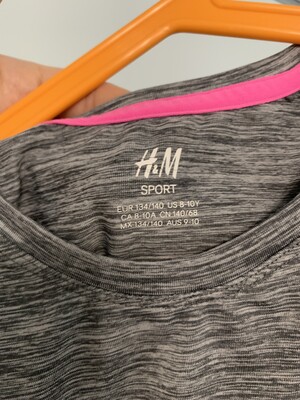 H&M
SPORT
EUR 134/140 US 8-10Y
CA 8-10A CN 140/68
MX 134/140 AUS 9-10